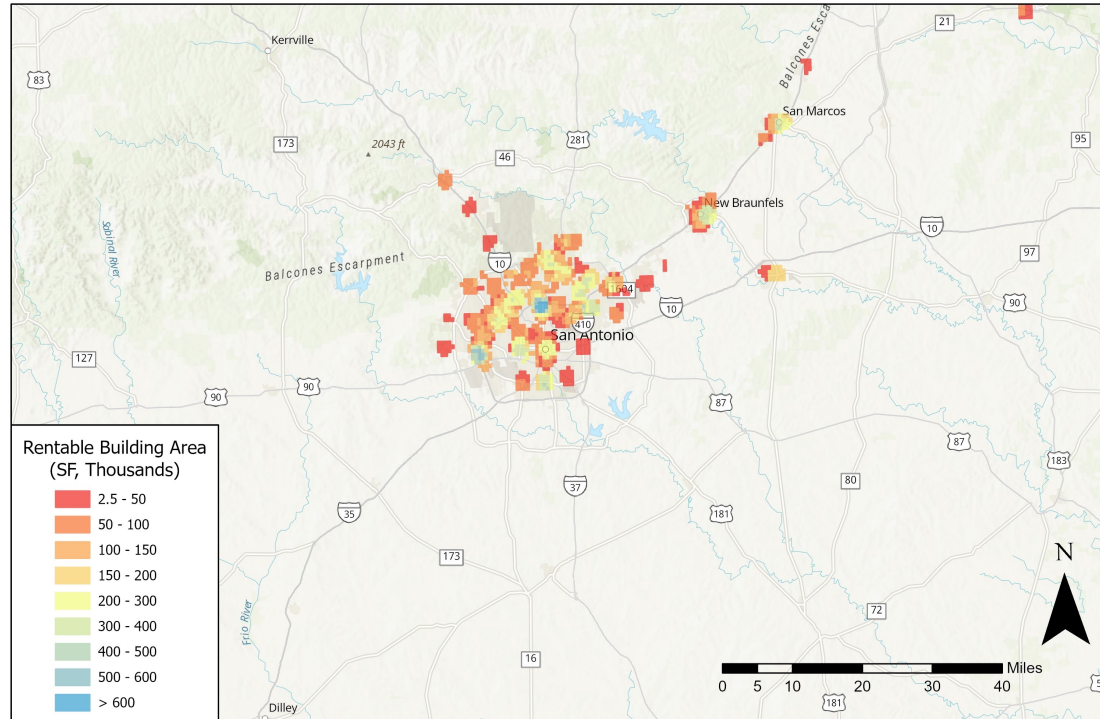 Balcones Esca
21
Kerrville
83
San Marcos
281
95
173
2043 ft
46
New Braunfels
Sabinal River
10
97
10
Balcones Escarpment
1604
90
10
410
San Antonio
127
90
90
87
87
183
80
37
35
181
173
Frio River
72
16
181
5
Dilley
Rentable Building Area
(SF, Thousands)
2.5 - 50
50 - 100
100 - 150
150 - 200
200 - 300
300 - 400
400 - 500
500 - 600
> 600
N
Miles
0 5 10 20 30 40